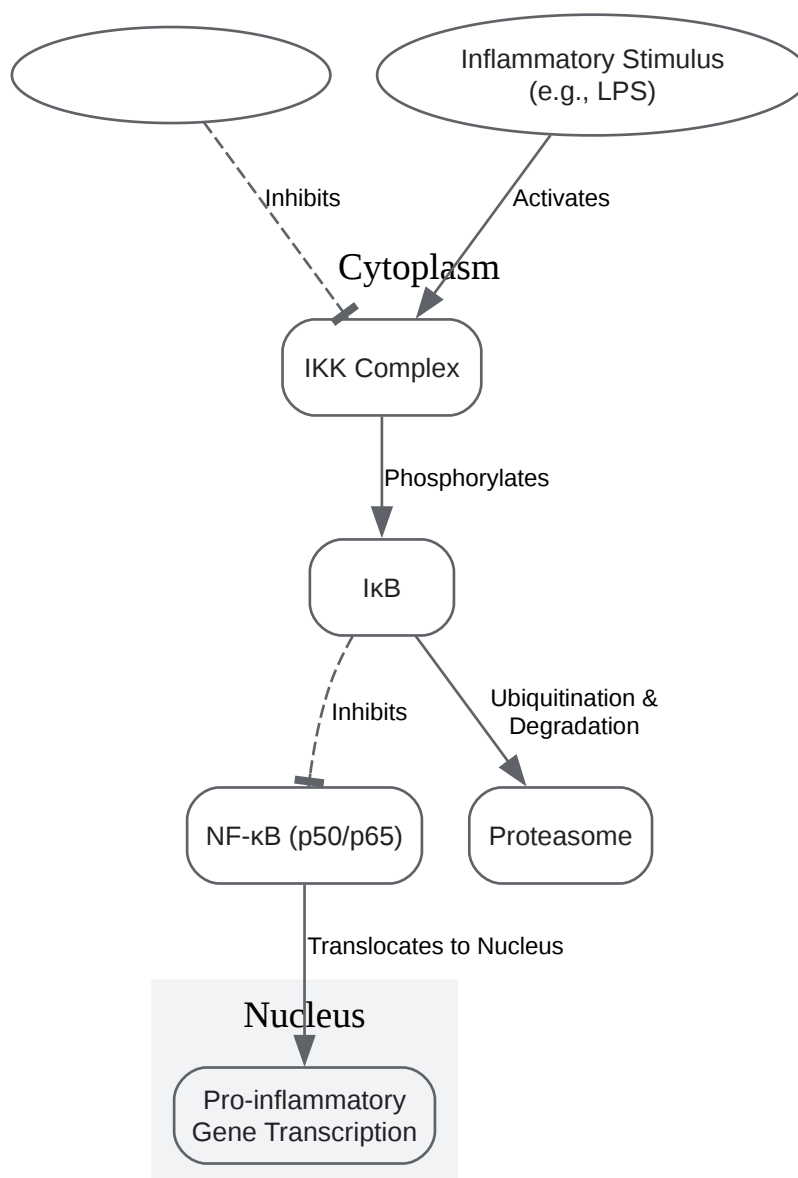 Inflammatory Stimulus
(e.g., LPS)
Inhibits
Activates
Cytoplasm
IKK Complex
Phosphorylates
IκB
Ubiquitination &
Degradation
Inhibits
NF-κB (p50/p65)
Proteasome
Translocates to Nucleus
Nucleus
Pro-inflammatory
Gene Transcription